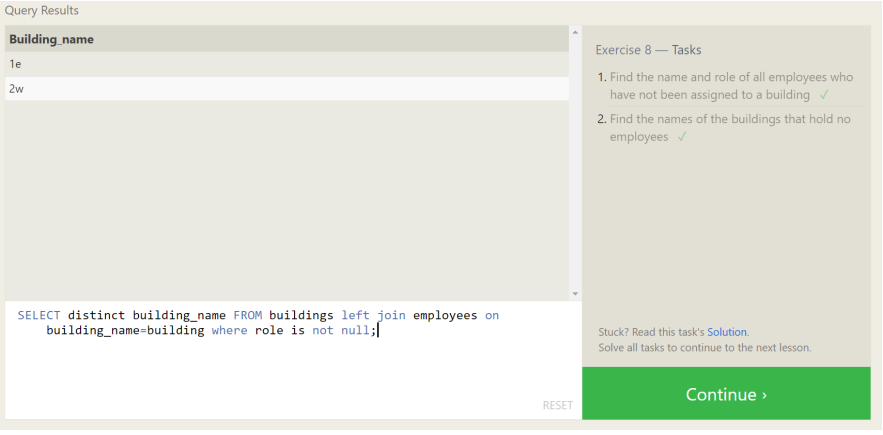 Query Results
Building_name
1e
2w
SELECT distinct building_name FROM buildings left join employees on
building_name=building where role is not null;
RESET
Exercise 8 — Tasks
1. Find the name and role of all employees who
have not been assigned to a building ✓
2. Find the names of the buildings that hold no
employees ✓
Stuck? Read this task's Solution.
Solve all tasks to continue to the next lesson.
Continue ›